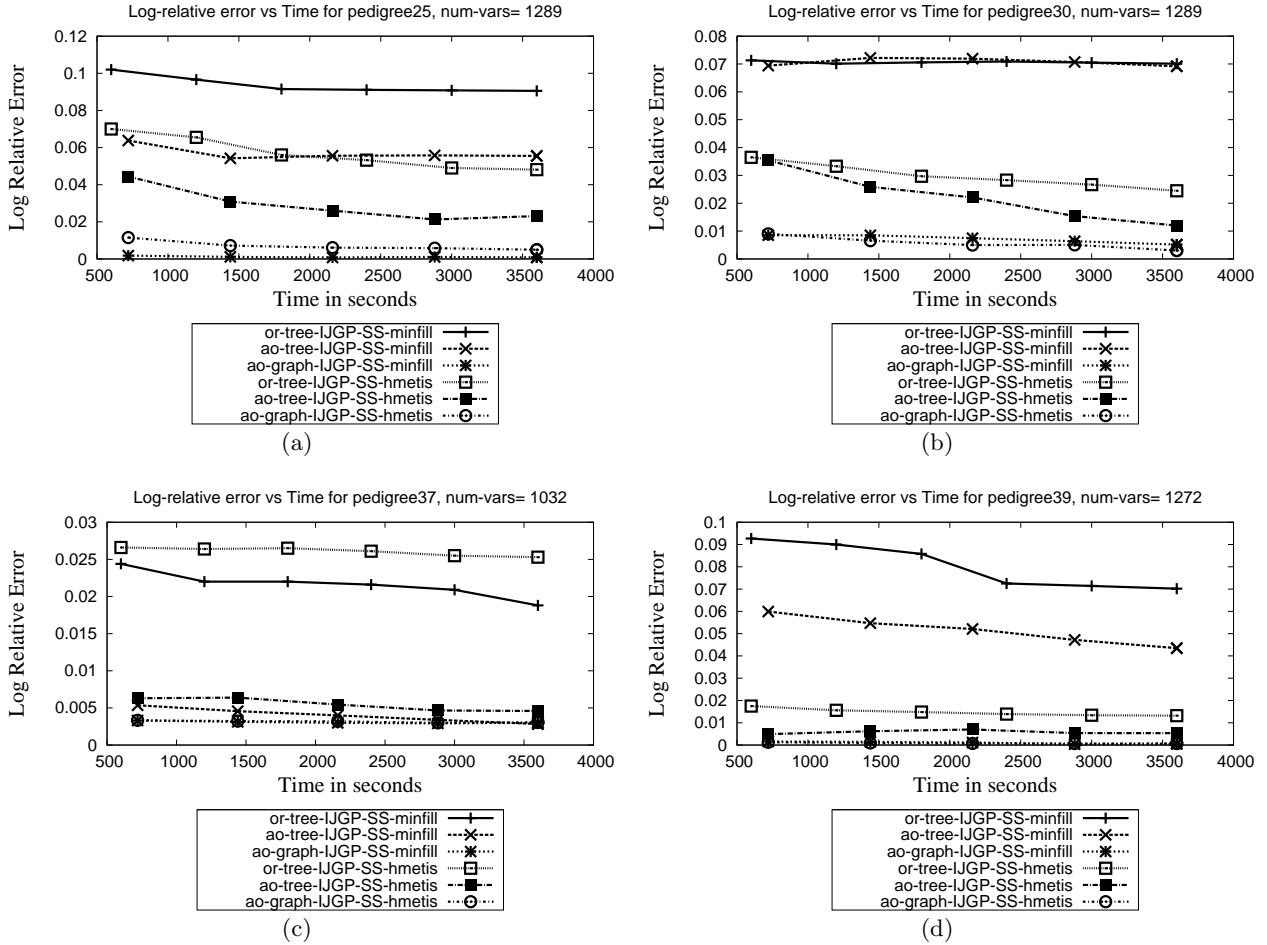 Log-relative error vs Time for pedigree25, num-vars= 1289
Log Relative Error
0.12
0.1
0.08
0.06
0.04
0.02
0
500 1000 1500 2000 2500 3000 3500 4000
Time in seconds
or-tree-IJGP-SS-minfill
ao-tree-IJGP-SS-minfill
ao-graph-IJGP-SS-minfill
or-tree-IJGP-SS-hmetis
ao-tree-IJGP-SS-hmetis
ao-graph-IJGP-SS-hmetis
(a)
Log-relative error vs Time for pedigree30, num-vars= 1289
Log Relative Error
0.08
0.07
0.06
0.05
0.04
0.03
0.02
0.01
0
500 1000 1500 2000 2500 3000 3500 4000
Time in seconds
or-tree-IJGP-SS-minfill
ao-tree-IJGP-SS-minfill
ao-graph-IJGP-SS-minfill
or-tree-IJGP-SS-hmetis
ao-tree-IJGP-SS-hmetis
ao-graph-IJGP-SS-hmetis
(b)
Log-relative error vs Time for pedigree37, num-vars= 1032
Log Relative Error
0.03
0.025
0.02
0.015
0.01
0.005
0
500 1000 1500 2000 2500 3000 3500 4000
Time in seconds
or-tree-IJGP-SS-minfill
ao-tree-IJGP-SS-minfill
ao-graph-IJGP-SS-minfill
or-tree-IJGP-SS-hmetis
ao-tree-IJGP-SS-hmetis
ao-graph-IJGP-SS-hmetis
(c)
Log-relative error vs Time for pedigree39, num-vars= 1272
Log Relative Error
0.1
0.09
0.08
0.07
0.06
0.05
0.04
0.03
0.02
0.01
0
500 1000 1500 2000 2500 3000 3500 4000
Time in seconds
or-tree-IJGP-SS-minfill
ao-tree-IJGP-SS-minfill
ao-graph-IJGP-SS-minfill
or-tree-IJGP-SS-hmetis
ao-tree-IJGP-SS-hmetis
ao-graph-IJGP-SS-hmetis
(d)